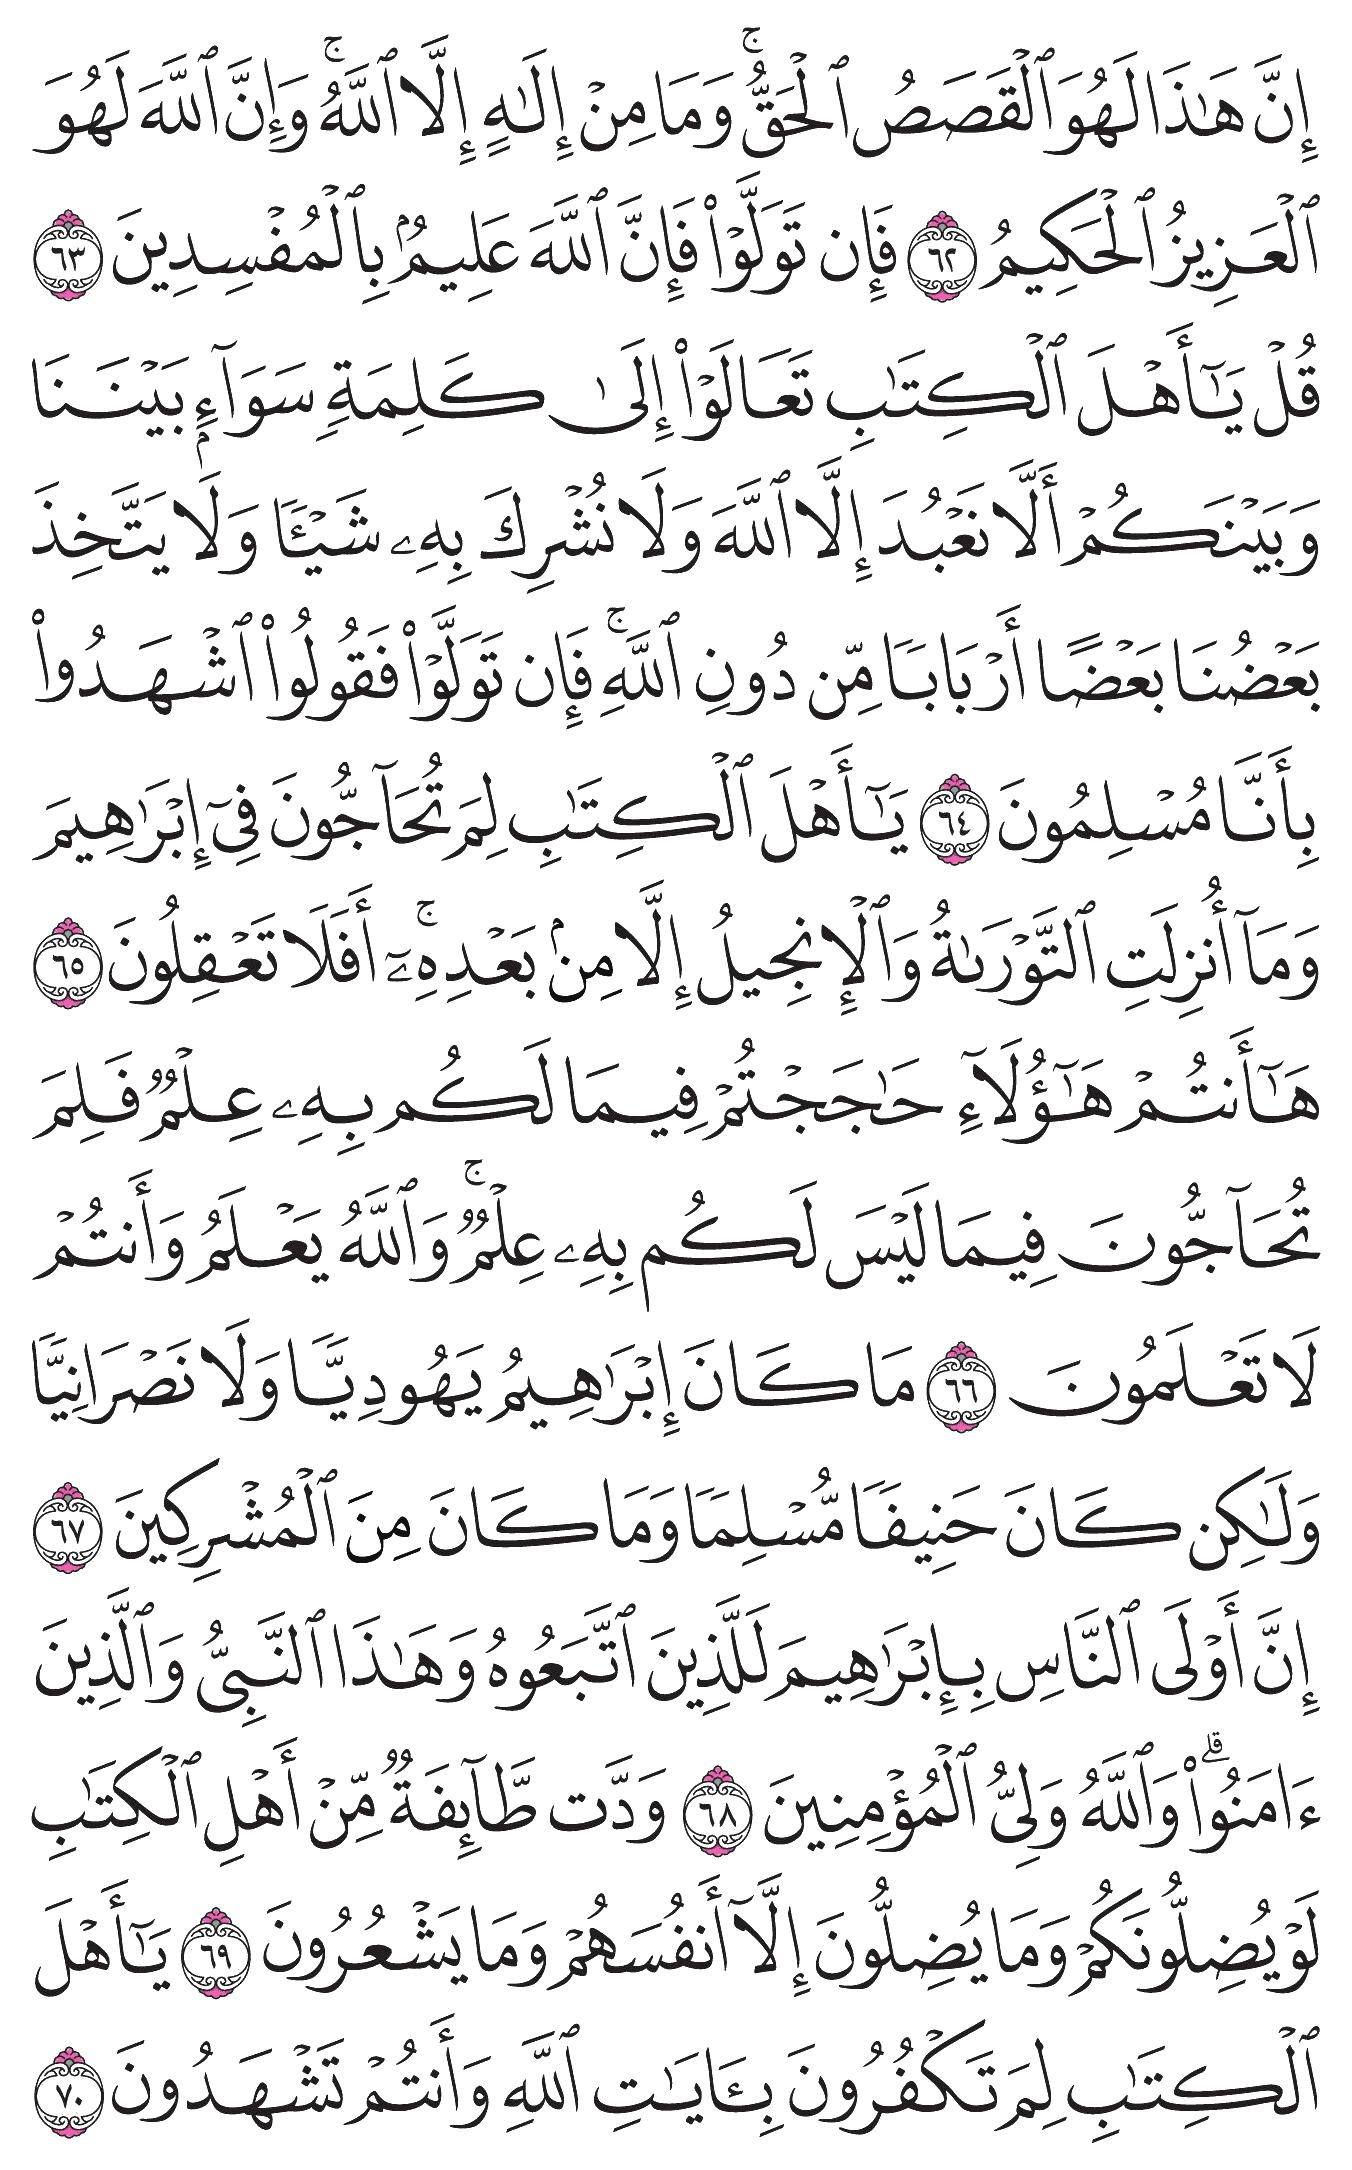 إِنَّ هَٰذَا لَهُوَ ٱلْقَصَصُ ٱلْحَقُّ ۚ وَمَا مِنْ إِلَٰهٍ إِلَّا ٱللَّهُ ۚ وَإِنَّ ٱللَّهَ لَهُوَ
ٱلْعَزِيزُ ٱلْحَكِيمُ ٦٢ فَإِن تَوَلَّوْا۟ فَإِنَّ ٱللَّهَ عَلِيمٌۢ بِٱلْمُفْسِدِينَ ٦٣
قُلْ يَٰٓأَهْلَ ٱلْكِتَٰبِ تَعَالَوْا۟ إِلَىٰ كَلِمَةٍ سَوَآءٍۭ بَيْنَنَا
وَبَيْنَكُمْ أَلَّا نَعْبُدَ إِلَّا ٱللَّهَ وَلَا نُشْرِكَ بِهِۦ شَيْـًٔا وَلَا يَتَّخِذَ
بَعْضُنَا بَعْضًا أَرْبَابًا مِّن دُونِ ٱللَّهِ ۚ فَإِن تَوَلَّوْا۟ فَقُولُوا۟ ٱشْهَدُوا۟
بِأَنَّا مُسْلِمُونَ ٦٤ يَٰٓأَهْلَ ٱلْكِتَٰبِ لِمَ تُحَآجُّونَ فِىٓ إِبْرَٰهِيمَ
وَمَآ أُنزِلَتِ ٱلتَّوْرَىٰةُ وَٱلْإِنجِيلُ إِلَّا مِنۢ بَعْدِهِۦٓ ۚ أَفَلَا تَعْقِلُونَ ٦٥
هَٰٓأَنتُمْ هَٰٓؤُلَآءِ حَٰجَجْتُمْ فِيمَا لَكُم بِهِۦ عِلْمٌ فَلِمَ
تُحَآجُّونَ فِيمَا لَيْسَ لَكُم بِهِۦ عِلْمٌ ۚ وَٱللَّهُ يَعْلَمُ وَأَنتُمْ
لَا تَعْلَمُونَ ٦٦ مَا كَانَ إِبْرَٰهِيمُ يَهُودِيًّا وَلَا نَصْرَانِيًّا
وَلَٰكِن كَانَ حَنِيفًا مُّسْلِمًا وَمَا كَانَ مِنَ ٱلْمُشْرِكِينَ ٦٧
إِنَّ أَوْلَى ٱلنَّاسِ بِإِبْرَٰهِيمَ لَلَّذِينَ ٱتَّبَعُوهُ وَهَٰذَا ٱلنَّبِىُّ وَٱلَّذِينَ
ءَامَنُوا۟ ۗ وَٱللَّهُ وَلِىُّ ٱلْمُؤْمِنِينَ ٦٨ وَدَّت طَّآئِفَةٌ مِّنْ أَهْلِ ٱلْكِتَٰبِ
لَوْ يُضِلُّونَكُمْ وَمَا يُضِلُّونَ إِلَّآ أَنفُسَهُمْ وَمَا يَشْعُرُونَ ٦٩ يَٰٓأَهْلَ
ٱلْكِتَٰبِ لِمَ تَكْفُرُونَ بِـَٔايَٰتِ ٱللَّهِ وَأَنتُمْ تَشْهَدُونَ ٧٠